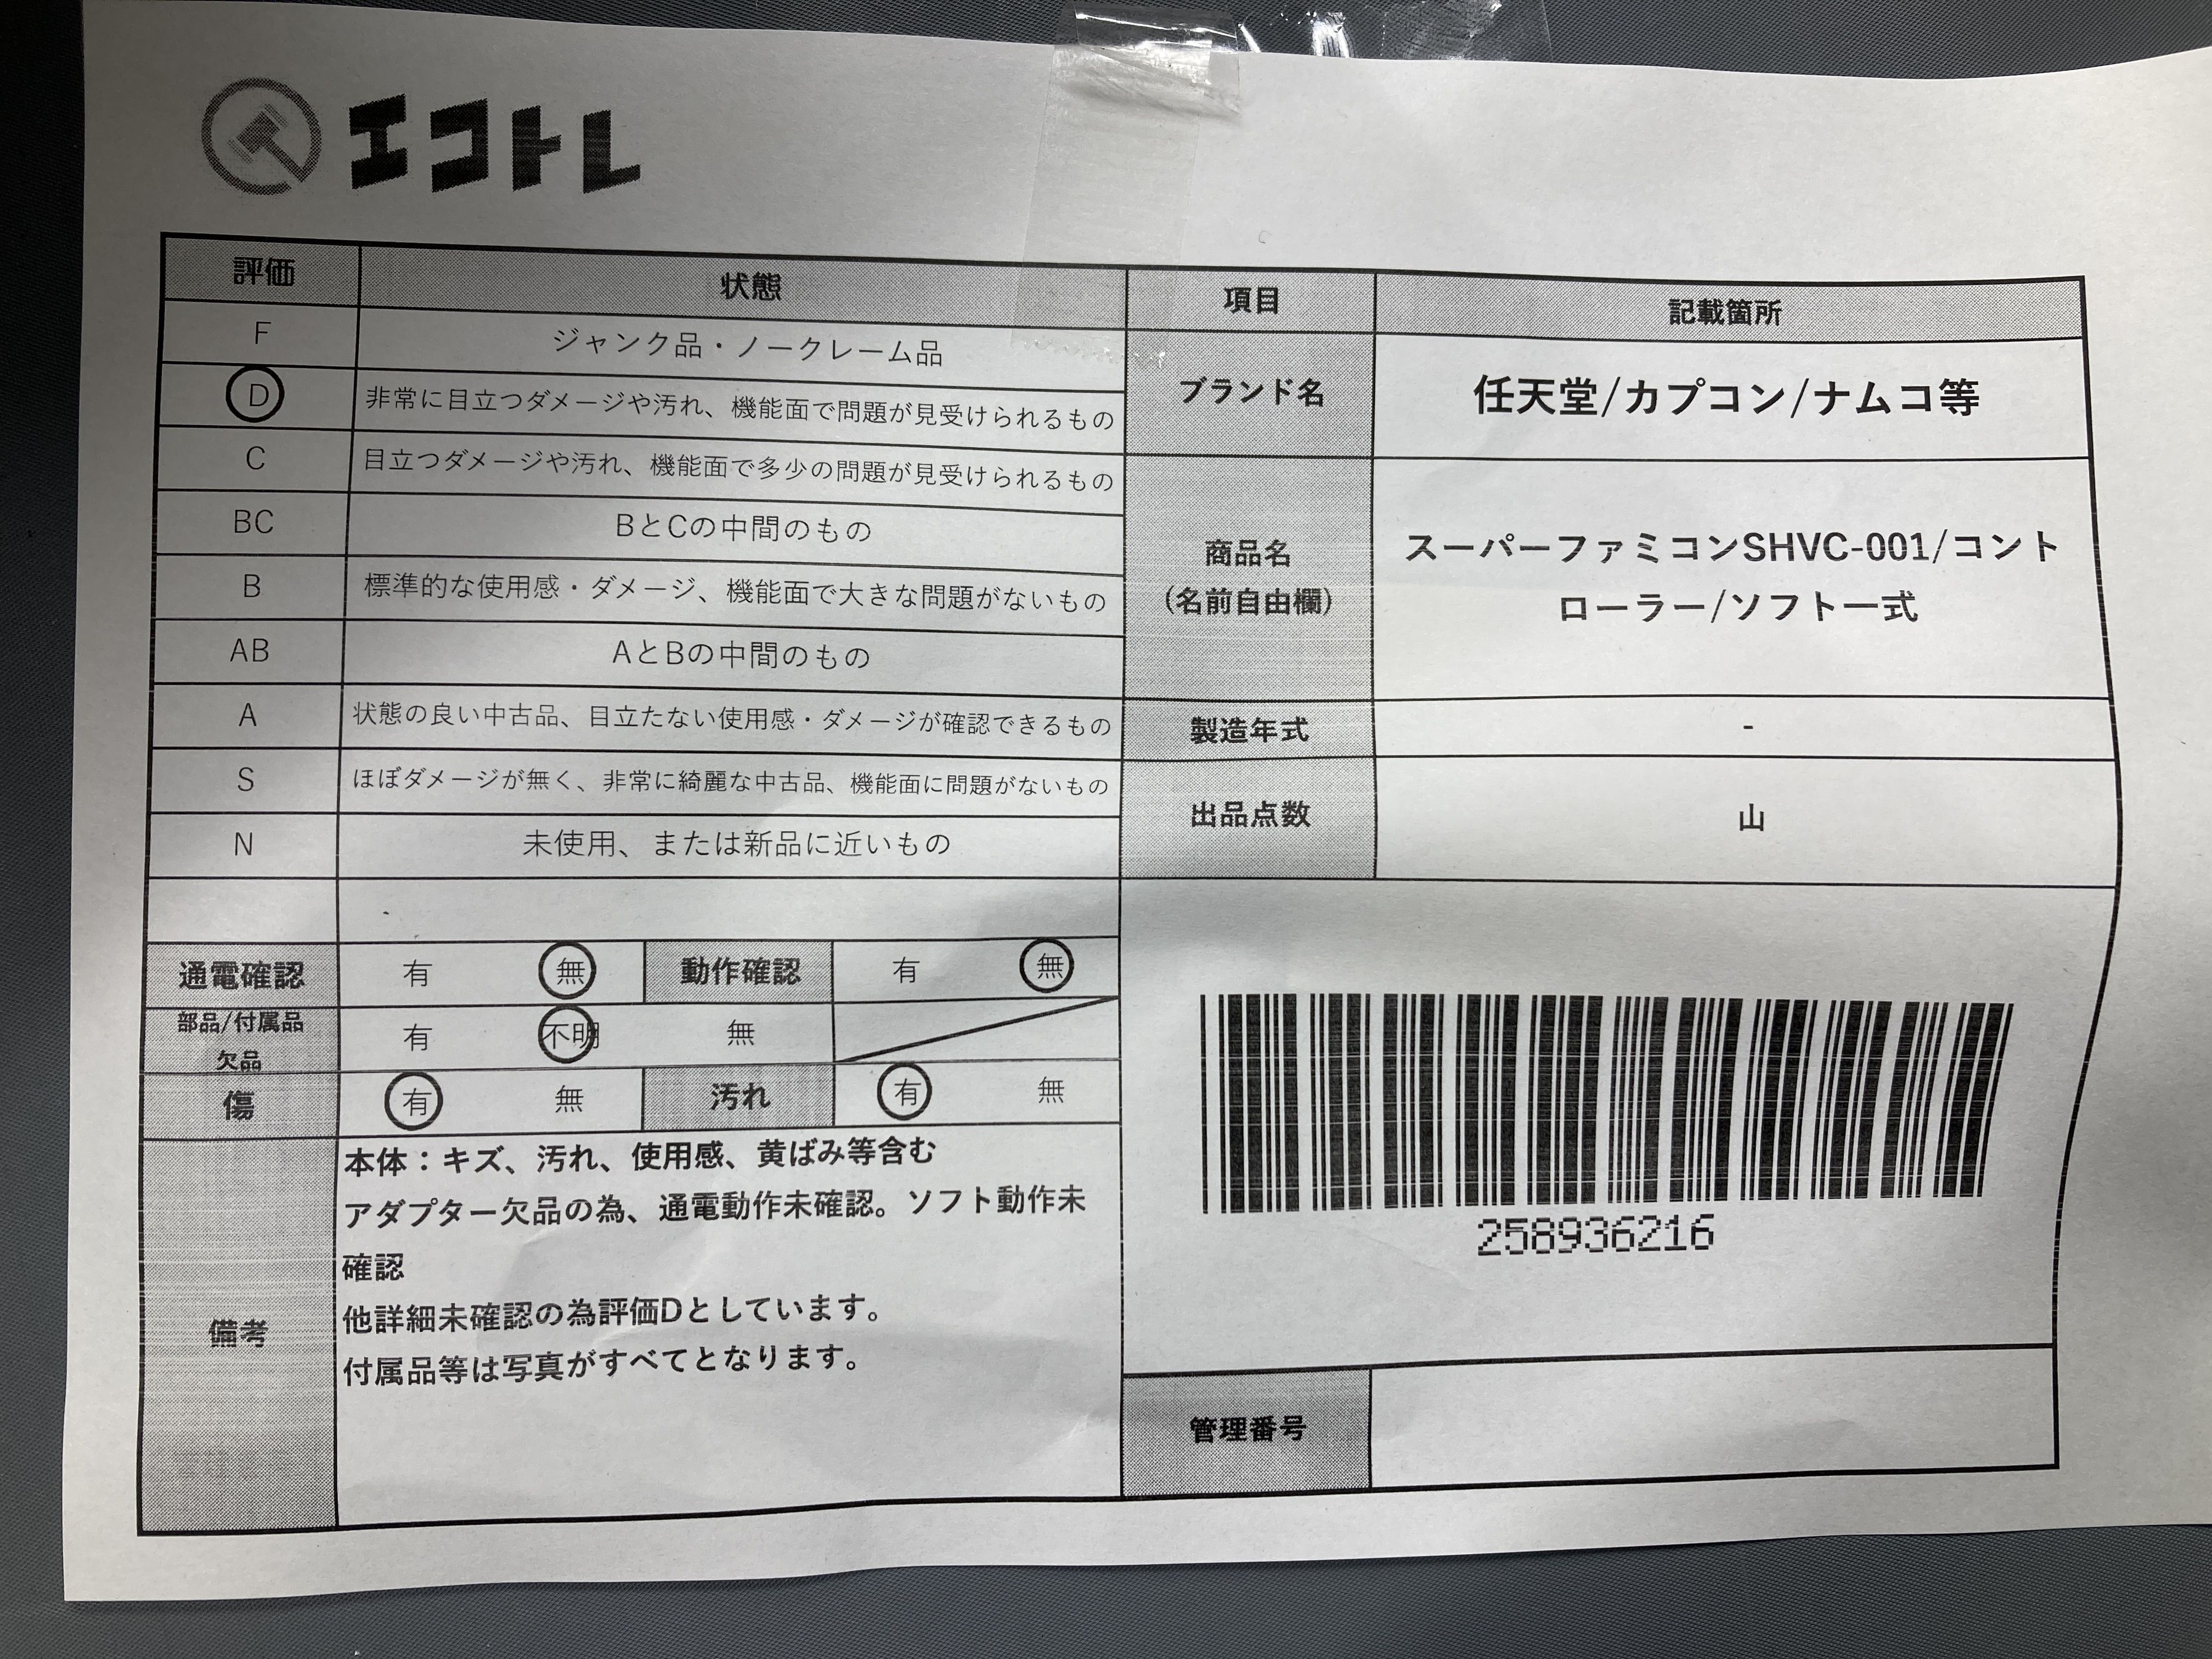 エコトレ
評価 状態
F ジャンク品・ノークレーム品
D 非常に目立つダメージや汚れ、機能面で問題が見受けられるもの
C 目立つダメージや汚れ、機能面で多少の問題が見受けられるもの
BC BとCの中間のもの
B 標準的な使用感・ダメージ、機能面で大きな問題がないもの
AB AとBの中間のもの
A 状態の良い中古品、目立たない使用感・ダメージが確認できるもの
S ほぼダメージが無く、非常に綺麗な中古品、機能面に問題がないもの
N 未使用、または新品に近いもの
通電確認 有 無 動作確認 有 無
部品/付属品
欠品 有 不明 無
傷 有 無 汚れ 有 無
備考
本体：キズ、汚れ、使用感、黄ばみ等含む
アダプター欠品の為、通電動作未確認。ソフト動作未
確認
他詳細未確認の為評価Dとしています。
付属品等は写真がすべてとなります。
項目 記載箇所
ブランド名 任天堂/カプコン/ナムコ等
商品名
(名前自由欄)
スーパーファミコンSHVC-001/コント
ローラー/ソフト一式
製造年式 -
出品点数 山
258936216
管理番号